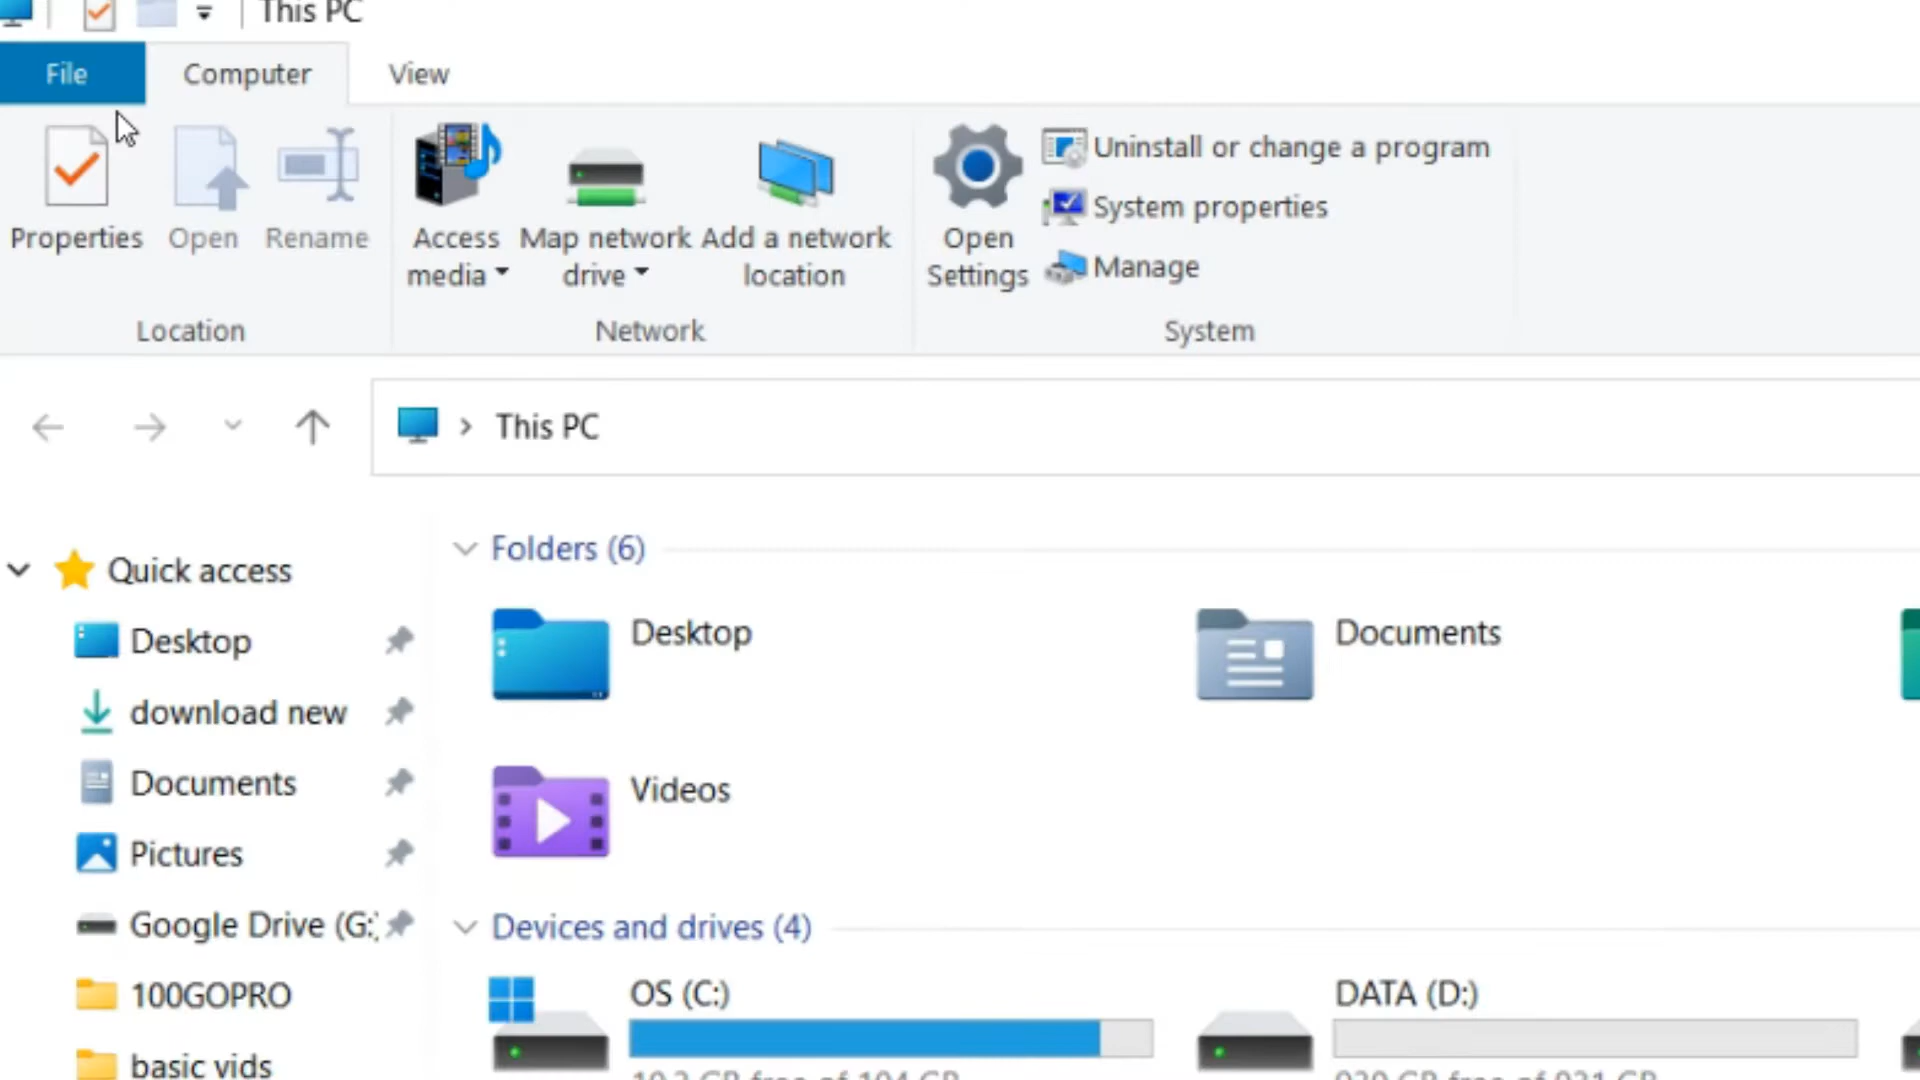 This PC
File Computer View
Properties Open Rename Access media Map network drive Add a network location Open Settings
Uninstall or change a program
System properties
Manage
Location Network System
This PC
Quick access
Desktop
download new
Documents
Pictures
Google Drive (G:)
100GOPRO
basic vids
Folders (6)
Desktop Documents
Videos
Devices and drives (4)
OS (C:) DATA (D:)